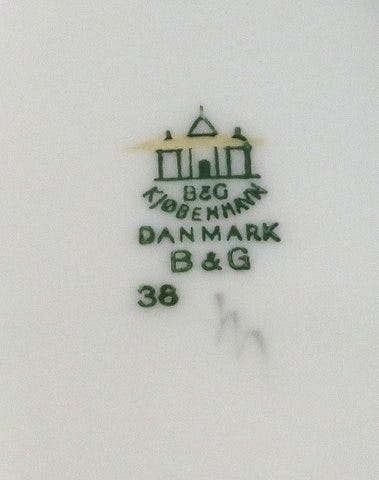 B&G
KJØBENHAVN
DANMARK
B & G
38